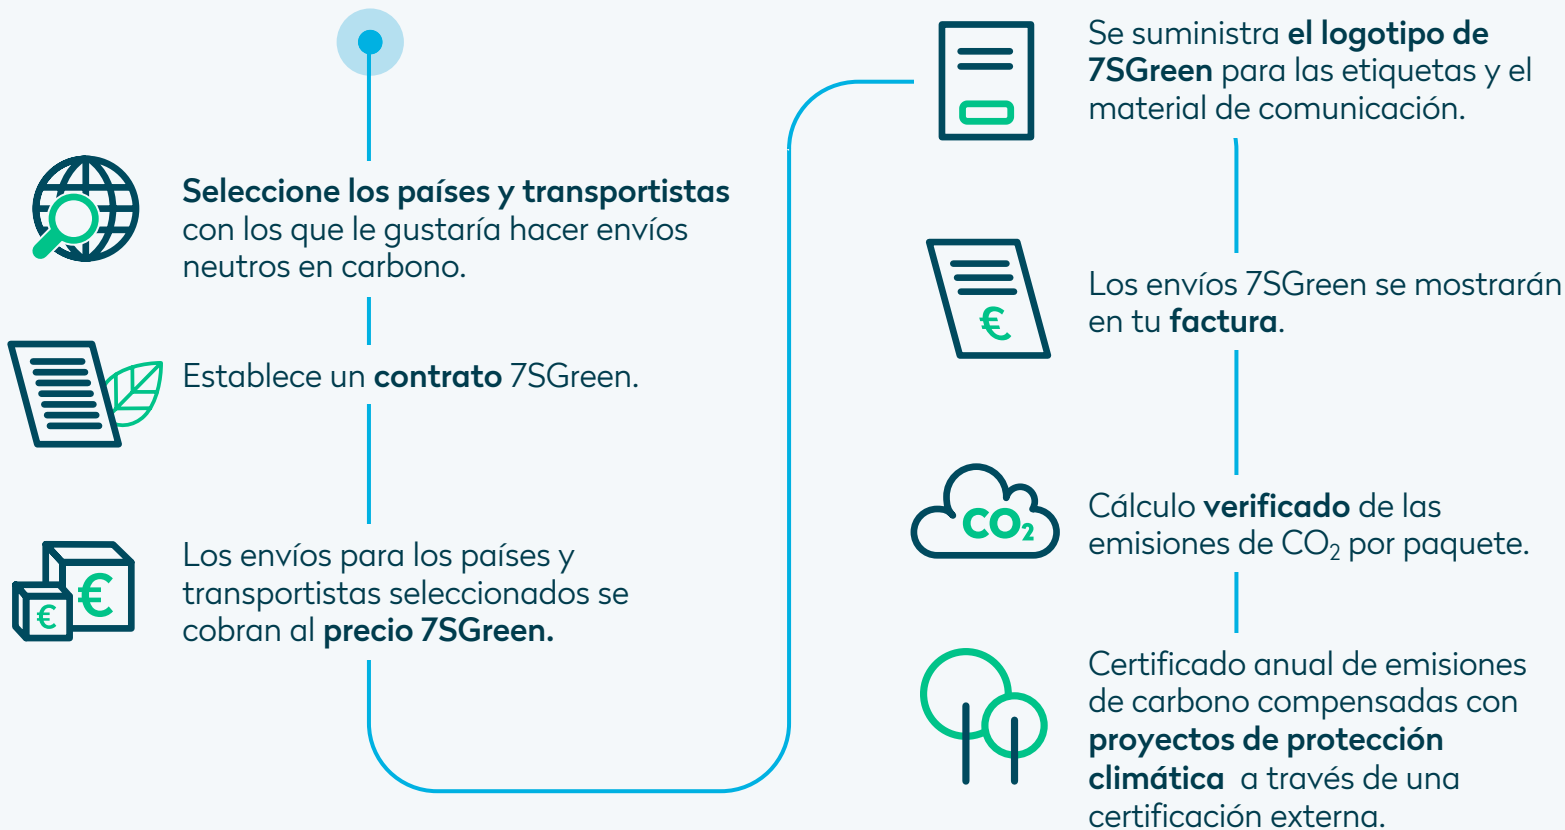 Seleccione los países y transportistas
con los que le gustaría hacer envíos
neutros en carbono.
Establece un contrato 7SGreen.
€
€
Los envíos para los países y
transportistas seleccionados se
cobran al precio 7SGreen.
Se suministra el logotipo de
7SGreen para las etiquetas y el
material de comunicación.
€
Los envíos 7SGreen se mostrarán
en tu factura.
CO₂
Cálculo verificado de las
emisiones de CO₂ por paquete.
Certificado anual de emisiones
de carbono compensadas con
proyectos de protección
climática a través de una
certificación externa.